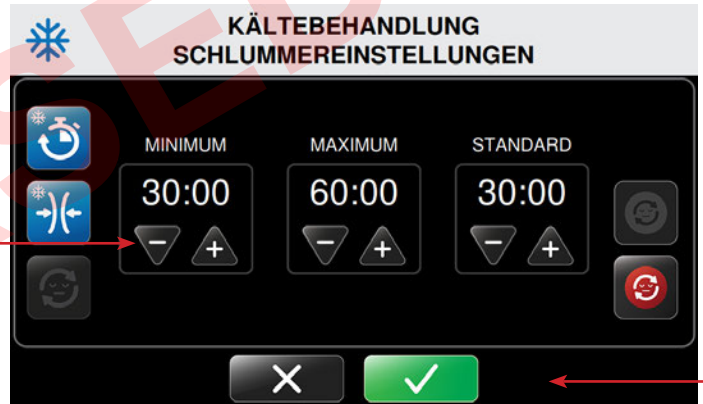 KÄLTEBEHANDLUNG
SCHLUMMEREINSTELLUNGEN
MINIMUM MAXIMUM STANDARD
30:00 60:00 30:00
- + - + - +